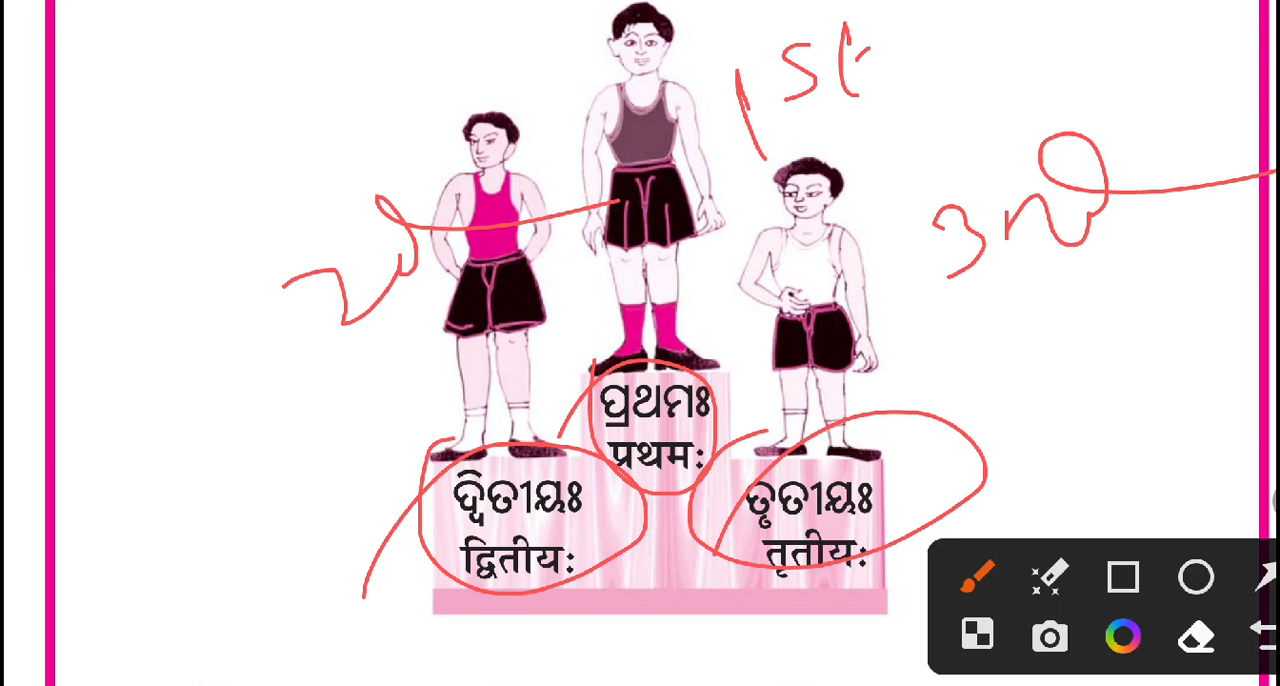 1st
2nd
3rd
ପ୍ରଥମଃ
प्रथमः
ଦ୍ୱିତୀୟଃ
द्वितीयः
ତୃତୀୟଃ
तृतीयः